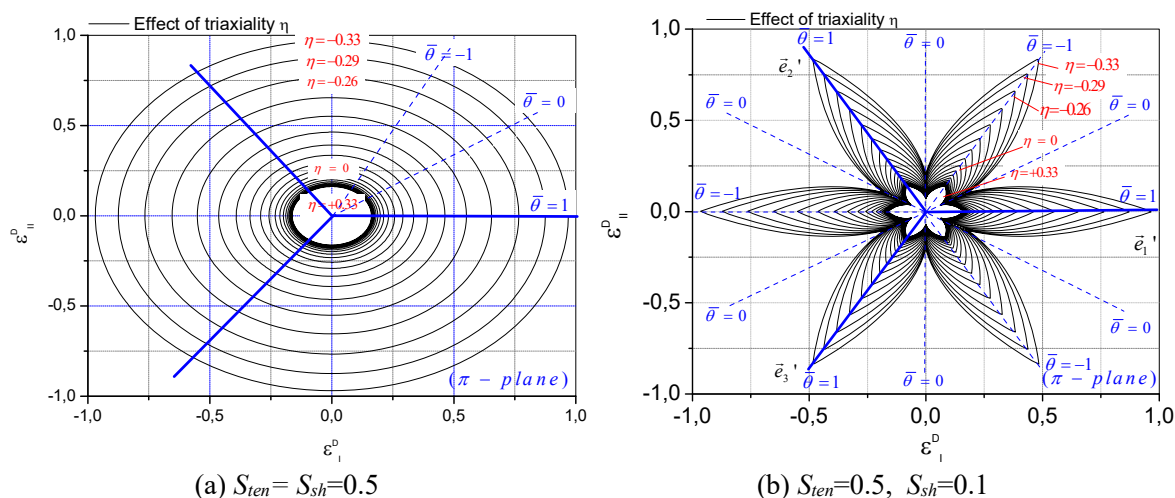 Effect of triaxiality η
1,0
0,5
0,0
-0,5
-1,0
-1,0
-0,5
0,0
0,5
1,0
η=−0.33
η=−0.29
η=−0.26
η = 0
η=+0.33
θ̄ = −1
θ̄ = 0
θ̄ = 1
(π − plane)
ε^D_II
ε^D_I
(a) S_ten= S_sh=0.5
Effect of triaxiality η
1,0
0,5
0,0
-0,5
-1,0
-1,0
-0,5
0,0
0,5
1,0
θ̄ = 1
θ̄ = 0
θ̄ = −1
η=−0.33
η=−0.29
η=−0.26
e⃗₂'
θ̄ = 0
θ̄ = 0
η = 0
η=+0.33
θ̄ = −1
θ̄ = 1
e⃗₁'
θ̄ = 0
θ̄ = 0
e⃗₃'
θ̄ = 1
θ̄ = 0
θ̄ = −1
(π − plane)
ε^D_II
ε^D_I
(b) S_ten=0.5, S_sh=0.1